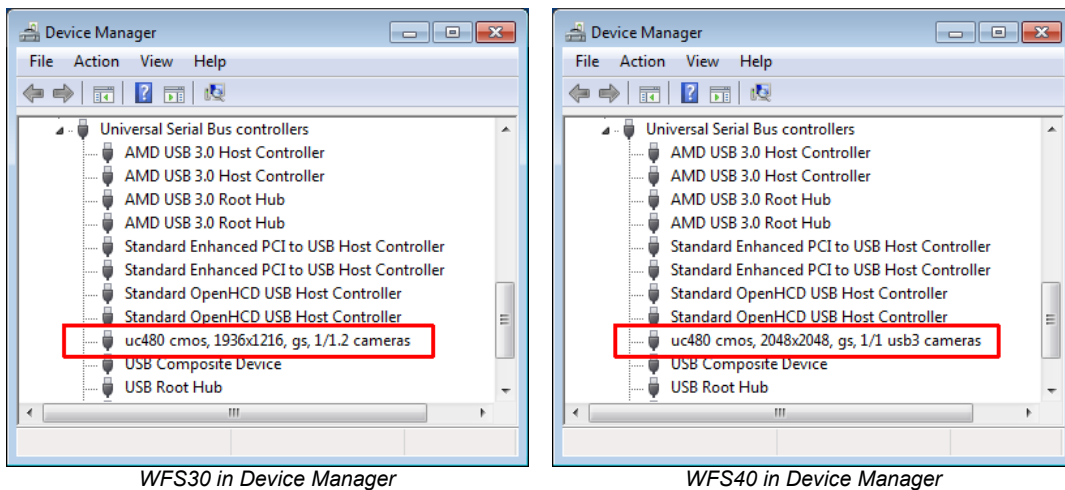 Device Manager
File Action View Help
Universal Serial Bus controllers
AMD USB 3.0 Host Controller
AMD USB 3.0 Host Controller
AMD USB 3.0 Root Hub
AMD USB 3.0 Root Hub
Standard Enhanced PCI to USB Host Controller
Standard Enhanced PCI to USB Host Controller
Standard OpenHCD USB Host Controller
Standard OpenHCD USB Host Controller
uc480 cmos, 1936x1216, gs, 1/1.2 cameras
USB Composite Device
USB Root Hub
WFS30 in Device Manager
Device Manager
File Action View Help
Universal Serial Bus controllers
AMD USB 3.0 Host Controller
AMD USB 3.0 Host Controller
AMD USB 3.0 Root Hub
AMD USB 3.0 Root Hub
Standard Enhanced PCI to USB Host Controller
Standard Enhanced PCI to USB Host Controller
Standard OpenHCD USB Host Controller
Standard OpenHCD USB Host Controller
uc480 cmos, 2048x2048, gs, 1/1 usb3 cameras
USB Composite Device
USB Root Hub
WFS40 in Device Manager